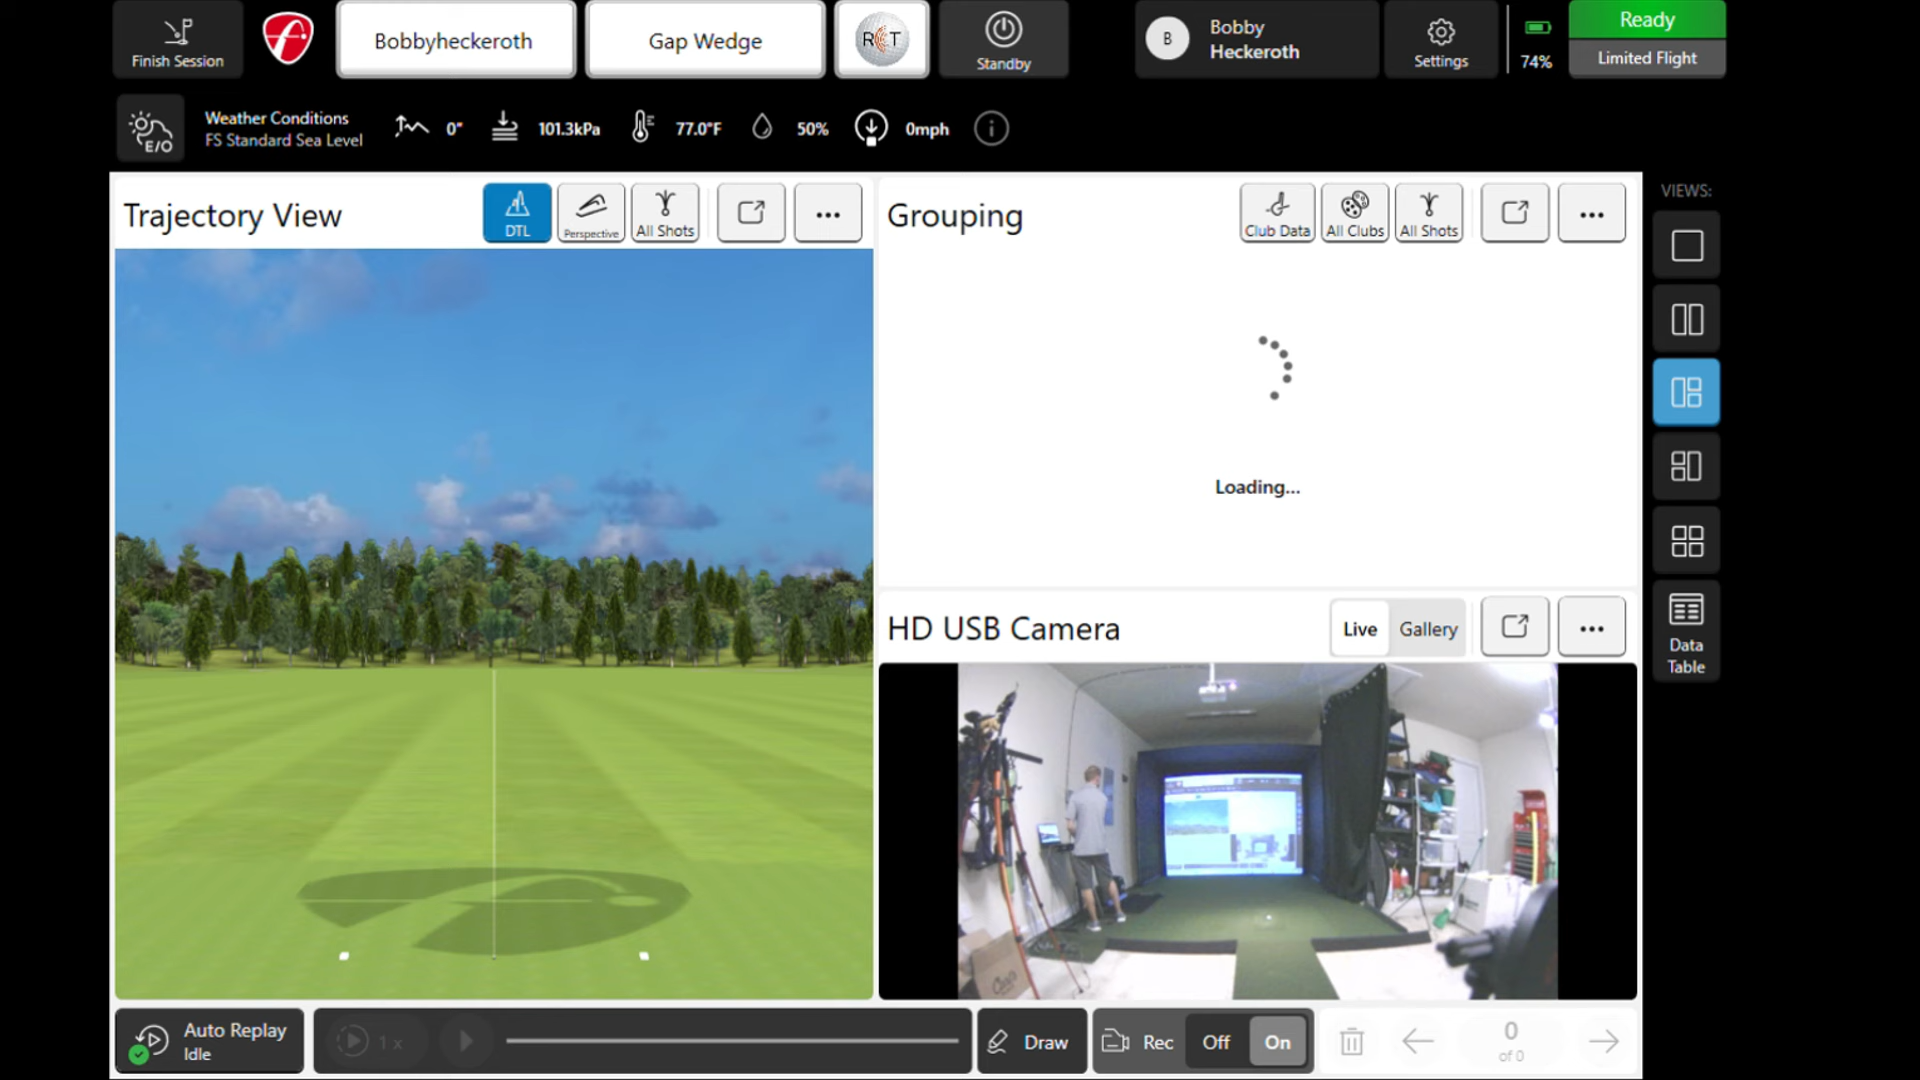 Finish Session
Bobbyheckeroth
Gap Wedge
RCT
Standby
B
Bobby
Heckeroth
Settings
74%
Ready
Limited Flight
E/O
Weather Conditions
FS Standard Sea Level
0"
101.3kPa
77.0°F
50%
0mph
Trajectory View
DTL
Perspective
All Shots
Grouping
Club Data
All Clubs
All Shots
VIEWS:
Loading...
HD USB Camera
Live
Gallery
Data
Table
Auto Replay
Idle
1 x
Draw
Rec
Off
On
0
of 0